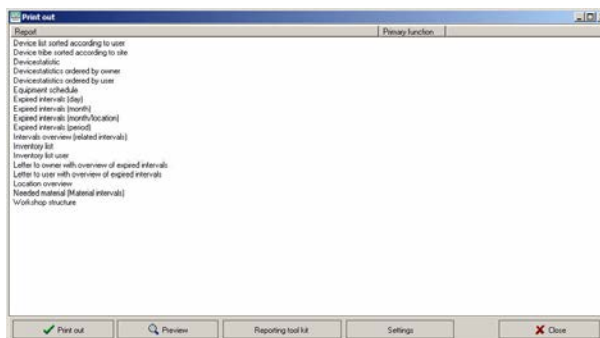 Print out
Report Primary function
Device list sorted according to user
Device tribe sorted according to site
Devicestatistic
Devicestatistics ordered by owner
Devicestatistics ordered by user
Equipment schedule
Expired intervals (day)
Expired intervals (month)
Expired intervals (month/location)
Expired intervals (period)
Intervals overview (related intervals)
Inventory list
Inventory list user
Letter to owner with overview of expired intervals
Letter to user with overview of expired intervals
Location overview
Needed material (Material intervals)
Workshop structure
Print out Preview Reporting tool kit Settings Close